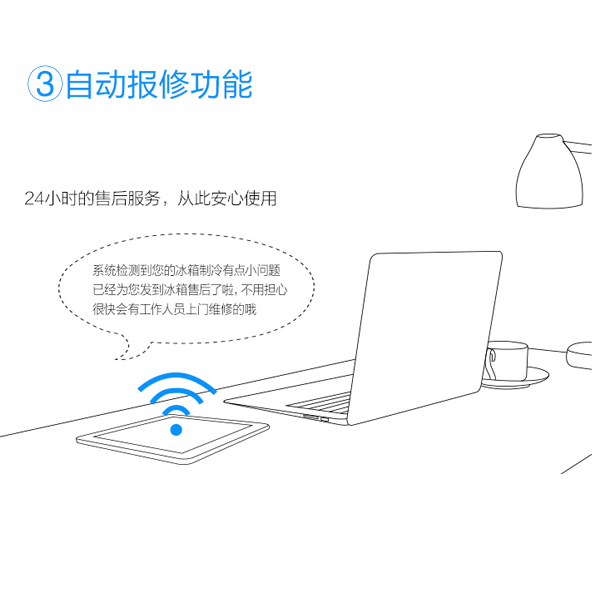 ③自动报修功能
24小时的售后服务，从此安心使用
系统检测到您的冰箱制冷有点小问题
已经为您发到冰箱售后了啦，不用担心
很快会有工作人员上门维修的哦